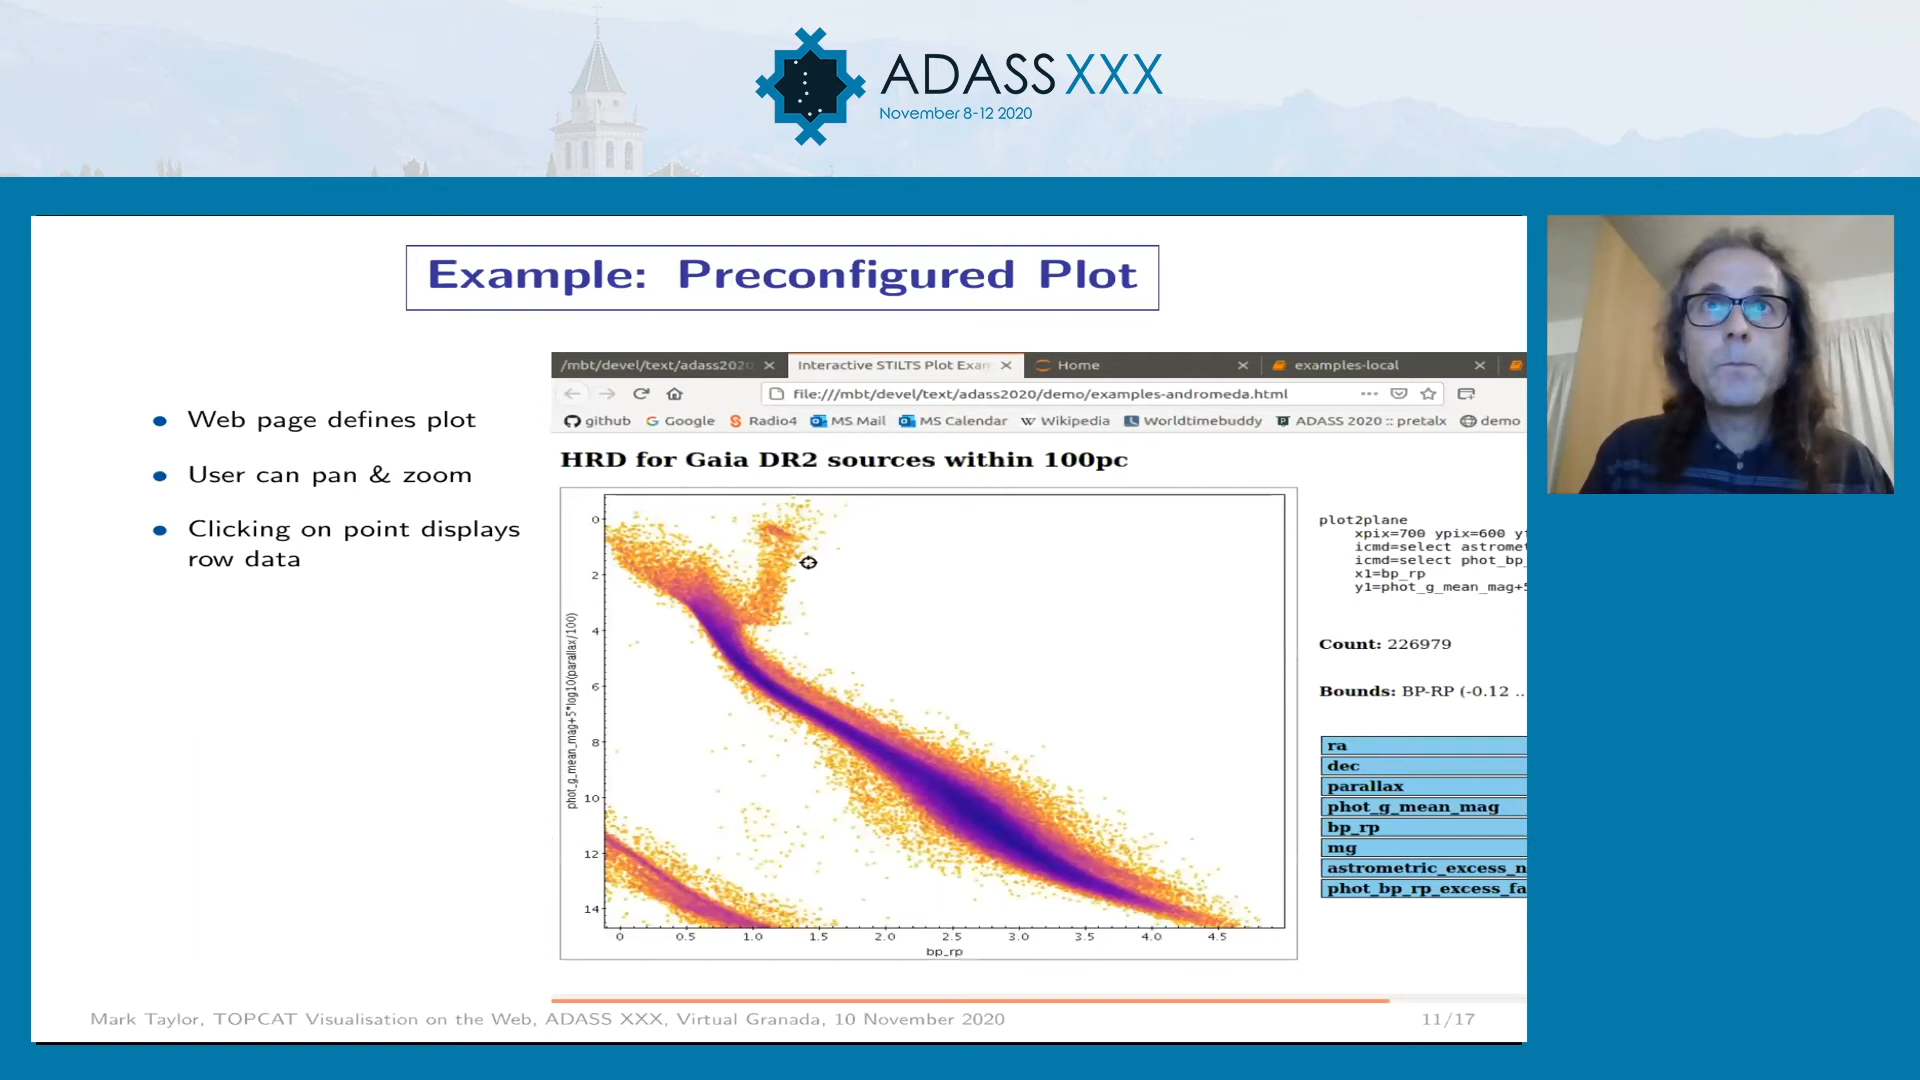 ADASS XXX
November 8-12 2020
Example: Preconfigured Plot
Web page defines plot
User can pan & zoom
Clicking on point displays
row data
/mbt/devel/text/adass2020
Interactive STILTS Plot Exam
Home
examples-local
file:///mbt/devel/text/adass2020/demo/examples-andromeda.html
github
Google
Radio4
MS Mail
MS Calendar
Wikipedia
Worldtimebuddy
ADASS 2020 :: pretalx
demo
HRD for Gaia DR2 sources within 100pc
phot_g_mean_mag+5*log10(parallax/100)
0
2
4
6
8
10
12
14
0 0.5 1.0 1.5 2.0 2.5 3.0 3.5 4.0 4.5
bp_rp
plot2plane
xpix=700 ypix=600 y
icmd=select astromet
icmd=select phot_bp_
x1=bp_rp
y1=phot_g_mean_mag+5
Count: 226979
Bounds: BP-RP (-0.12 ..
ra
dec
parallax
phot_g_mean_mag
bp_rp
mg
astrometric_excess_n
phot_bp_rp_excess_fa
Mark Taylor, TOPCAT Visualisation on the Web, ADASS XXX, Virtual Granada, 10 November 2020
11/17